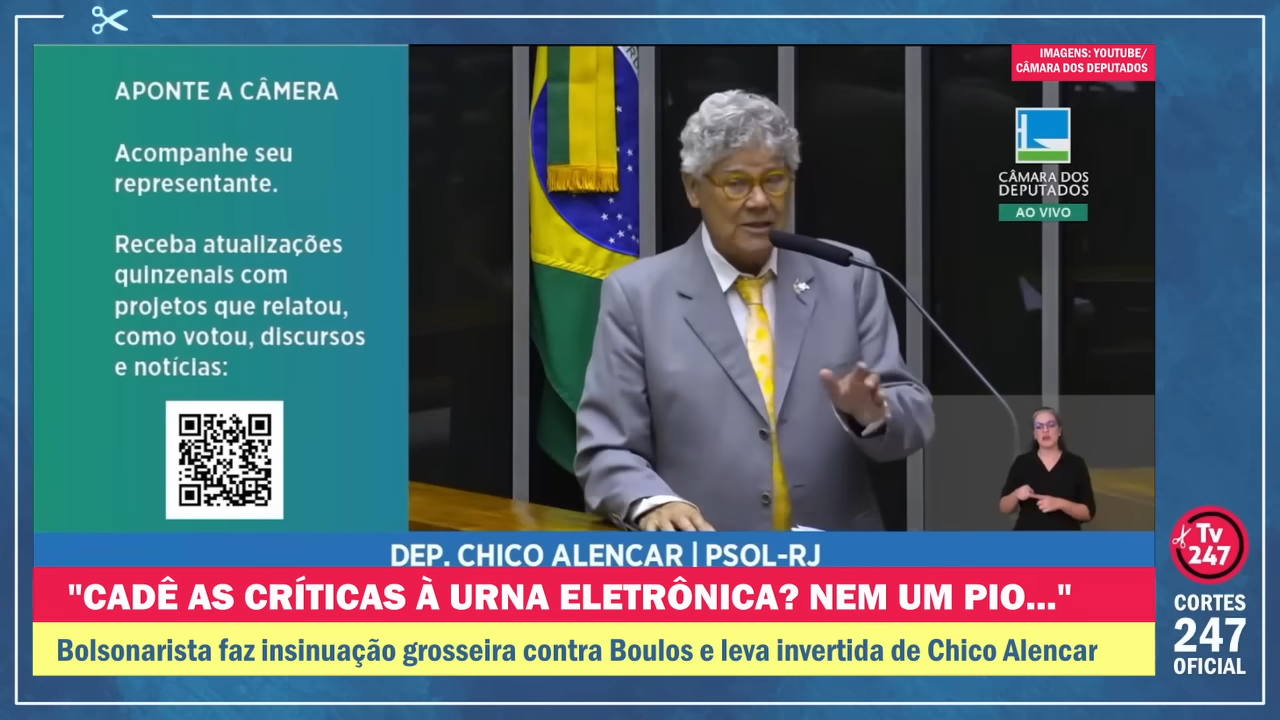 APONTE A CÂMERA
Acompanhe seu
representante.
Receba atualizações
quinzenais com
projetos que relatou,
como votou, discursos
e notícias:
IMAGENS: YOUTUBE/
CÂMARA DOS DEPUTADOS
CÂMARA DOS
DEPUTADOS
AO VIVO
DEP. CHICO ALENCAR | PSOL-RJ
"CADÊ AS CRÍTICAS À URNA ELETRÔNICA? NEM UM PIO..."
Bolsonarista faz insinuação grosseira contra Boulos e leva invertida de Chico Alencar
Tv
247
CORTES
247
OFICIAL